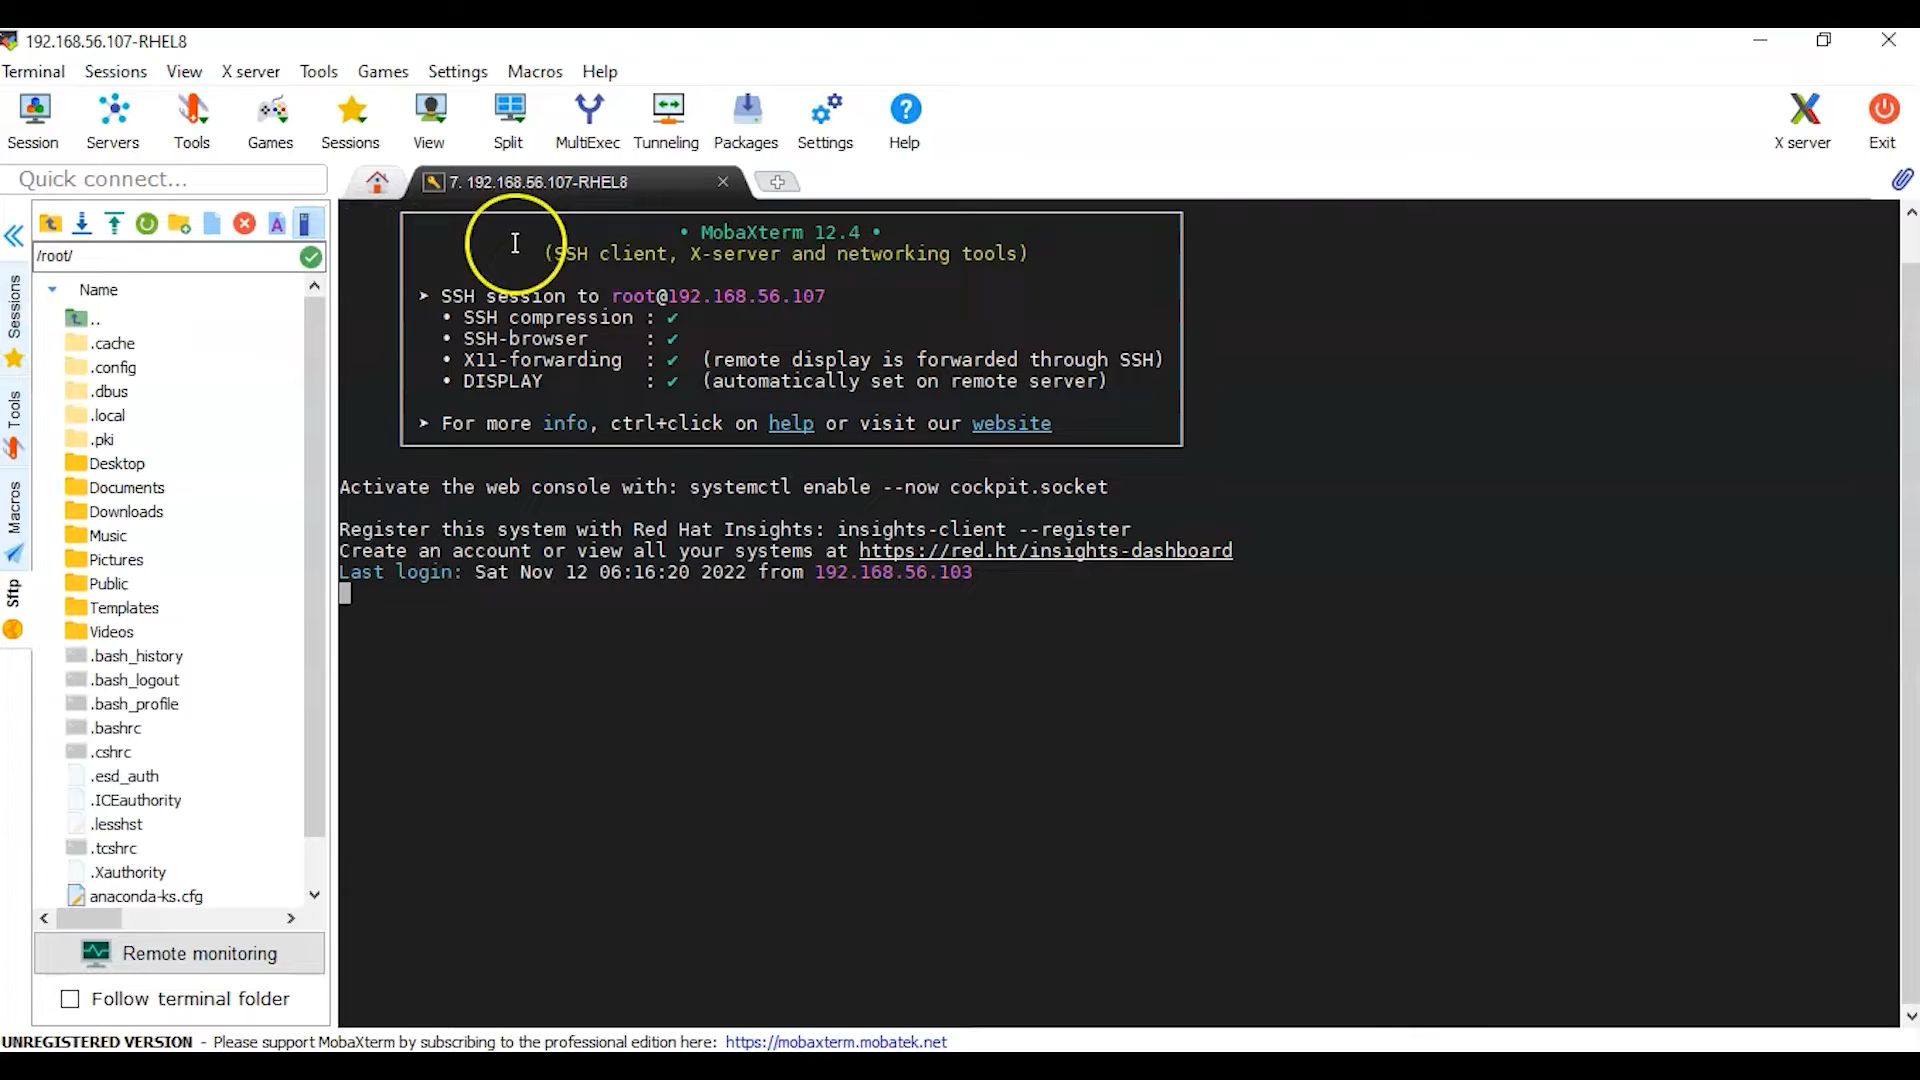 192.168.56.107-RHEL8
Terminal Sessions View X server Tools Games Settings Macros Help
Session Servers Tools Games Sessions View Split MultiExec Tunneling Packages Settings Help X server Exit
Quick connect...
7. 192.168.56.107-RHEL8
/root/
Name
..
.cache
.config
.dbus
.local
.pki
Desktop
Documents
Downloads
Music
Pictures
Public
Templates
Videos
.bash_history
.bash_logout
.bash_profile
.bashrc
.cshrc
.esd_auth
.ICEauthority
.lesshst
.tcshrc
.Xauthority
anaconda-ks.cfg
Remote monitoring
Follow terminal folder
Sessions
Tools
Macros
Sftp
• MobaXterm 12.4 •
(SSH client, X-server and networking tools)
➤ SSH session to root@192.168.56.107
• SSH compression : ✔
• SSH-browser : ✔
• X11-forwarding : ✔ (remote display is forwarded through SSH)
• DISPLAY : ✔ (automatically set on remote server)
➤ For more info, ctrl+click on help or visit our website
Activate the web console with: systemctl enable --now cockpit.socket
Register this system with Red Hat Insights: insights-client --register
Create an account or view all your systems at https://red.ht/insights-dashboard
Last login: Sat Nov 12 06:16:20 2022 from 192.168.56.103
UNREGISTERED VERSION - Please support MobaXterm by subscribing to the professional edition here: https://mobaxterm.mobatek.net